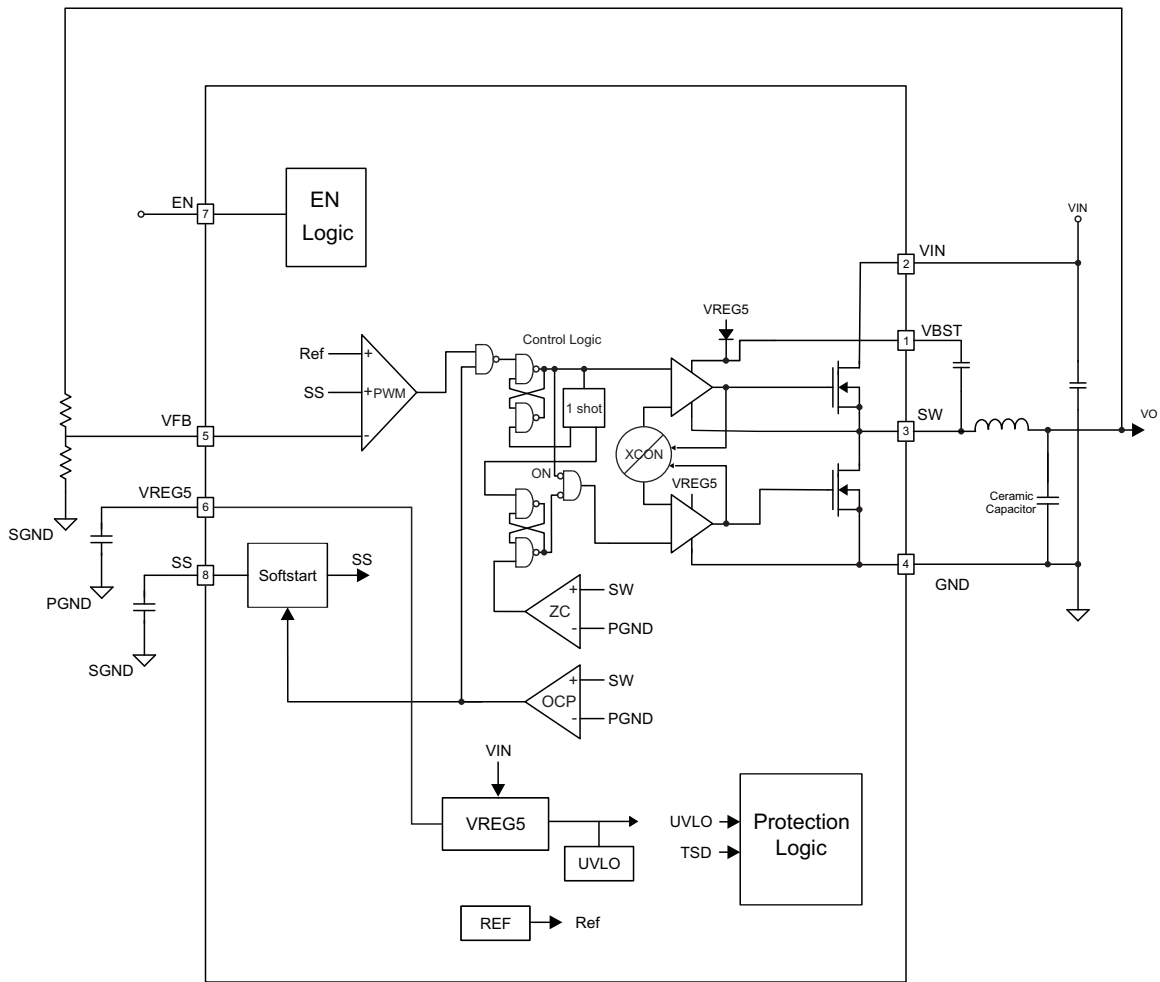 EN
7
EN
Logic
VIN
VIN
2
VREG5
VBST
1
Control Logic
Ref
+
SS
+
PWM
-
1 shot
SW
3
VO
VFB
5
XCON
ON
VREG5
VREG5
6
Ceramic
Capacitor
SGND
SS
8
Softstart
SS
4
GND
PGND
+
SW
ZC
-
PGND
SGND
+
SW
OCP
-
PGND
VIN
VREG5
UVLO
UVLO
TSD
Protection
Logic
REF
Ref